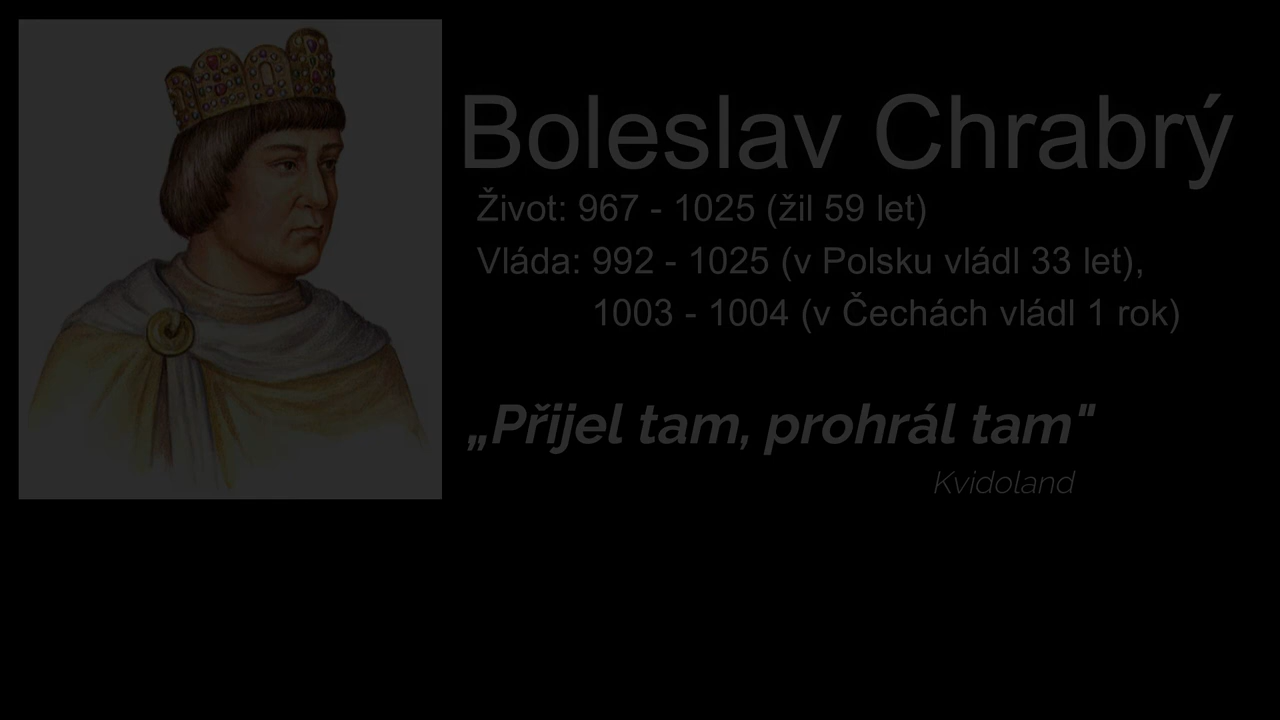 Boleslav Chrabrý
Život: 967 - 1025 (žil 59 let)
Vláda: 992 - 1025 (v Polsku vládl 33 let),
1003 - 1004 (v Čechách vládl 1 rok)
„Přijel tam, prohrál tam"
Kvidoland